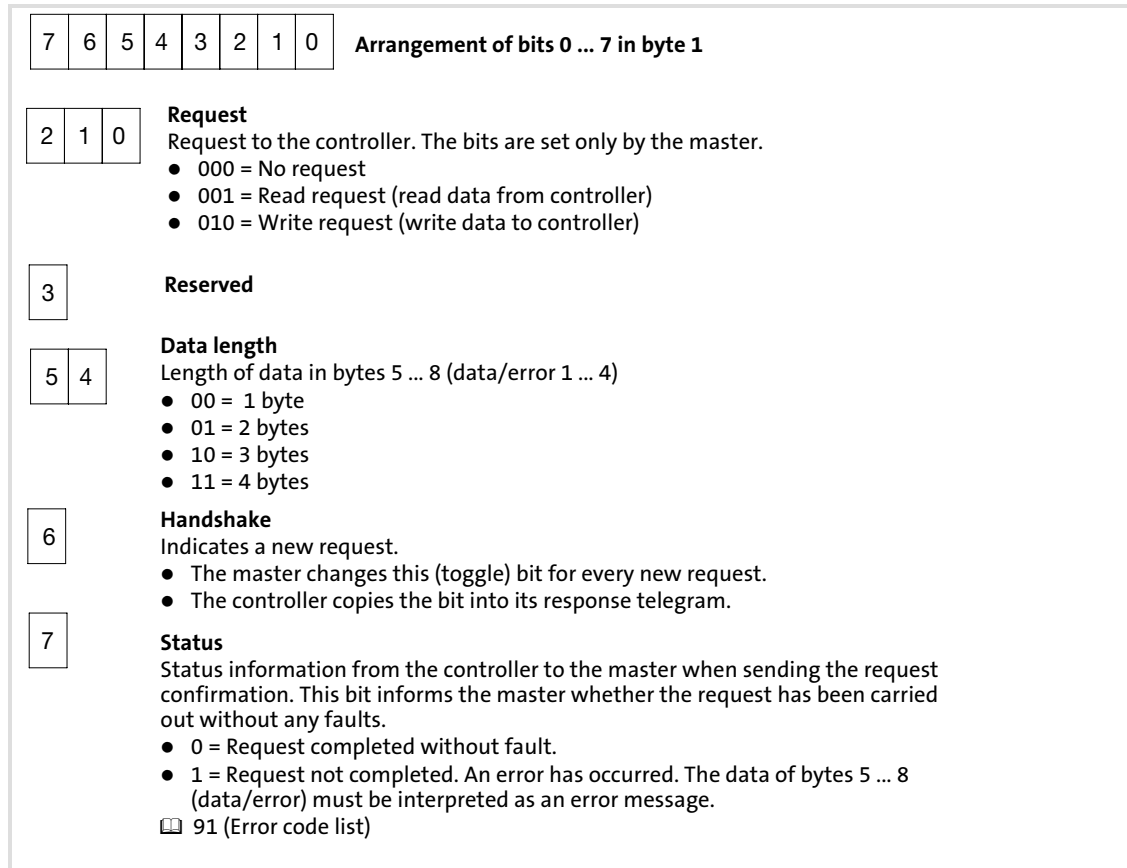 7 6 5 4 3 2 1 0 Arrangement of bits 0 ... 7 in byte 1
2 1 0
Request
Request to the controller. The bits are set only by the master.
● 000 = No request
● 001 = Read request (read data from controller)
● 010 = Write request (write data to controller)
3 Reserved
5 4
Data length
Length of data in bytes 5 ... 8 (data/error 1 ... 4)
● 00 = 1 byte
● 01 = 2 bytes
● 10 = 3 bytes
● 11 = 4 bytes
6
Handshake
Indicates a new request.
● The master changes this (toggle) bit for every new request.
● The controller copies the bit into its response telegram.
7
Status
Status information from the controller to the master when sending the request
confirmation. This bit informs the master whether the request has been carried
out without any faults.
● 0 = Request completed without fault.
● 1 = Request not completed. An error has occurred. The data of bytes 5 ... 8
(data/error) must be interpreted as an error message.
🕮 91 (Error code list)